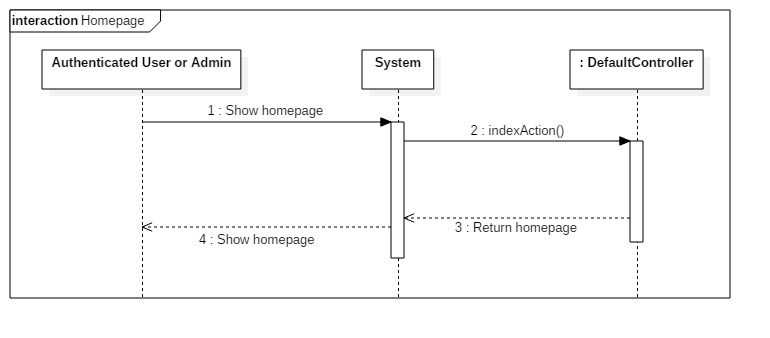 interaction Homepage
Authenticated User or Admin
System
: DefaultController
1 : Show homepage
2 : indexAction()
3 : Return homepage
4 : Show homepage